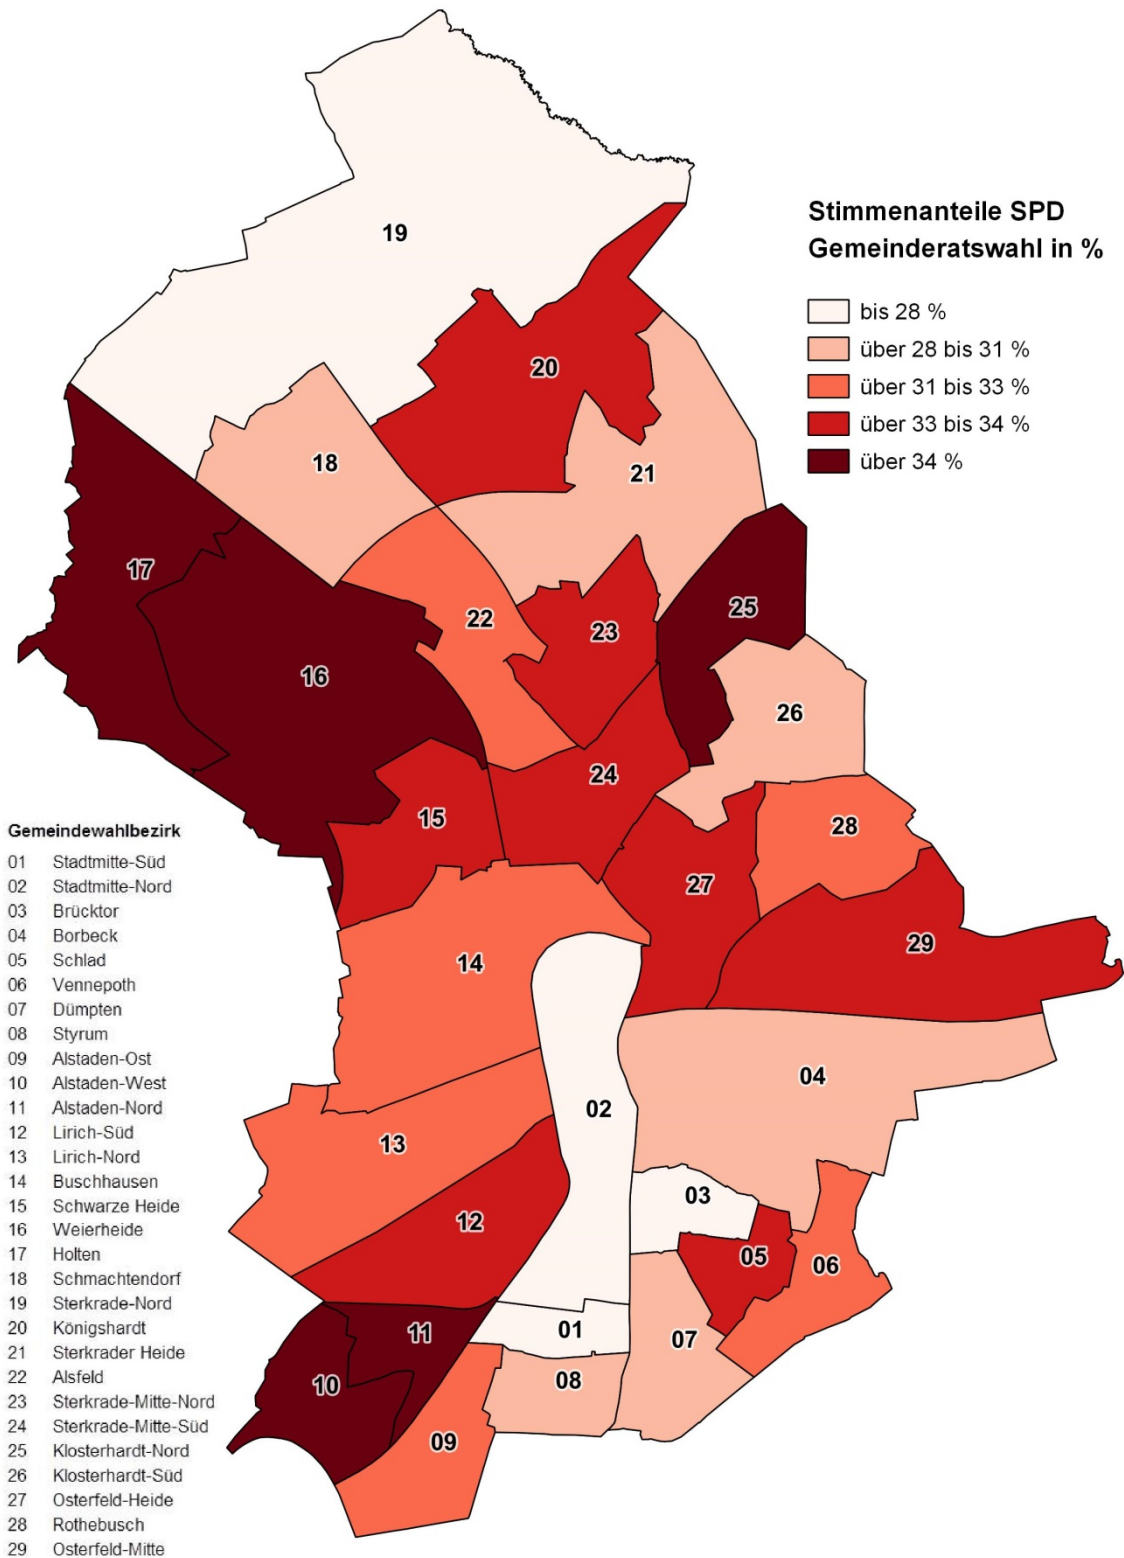 Stimmenanteile SPD
Gemeinderatswahl in %
bis 28 %
über 28 bis 31 %
über 31 bis 33 %
über 33 bis 34 %
über 34 %
19
20
18
21
17
25
22
23
16
26
24
15
28
27
29
14
04
02
13
03
12
05
06
01
11
07
08
10
09
Gemeindewahlbezirk
01 Stadtmitte-Süd
02 Stadtmitte-Nord
03 Brücktor
04 Borbeck
05 Schlad
06 Vennepoth
07 Dümpten
08 Styrum
09 Alstaden-Ost
10 Alstaden-West
11 Alstaden-Nord
12 Lirich-Süd
13 Lirich-Nord
14 Buschhausen
15 Schwarze Heide
16 Weierheide
17 Holten
18 Schmachtendorf
19 Sterkrade-Nord
20 Königshardt
21 Sterkrader Heide
22 Alsfeld
23 Sterkrade-Mitte-Nord
24 Sterkrade-Mitte-Süd
25 Klosterhardt-Nord
26 Klosterhardt-Süd
27 Osterfeld-Heide
28 Rothebusch
29 Osterfeld-Mitte